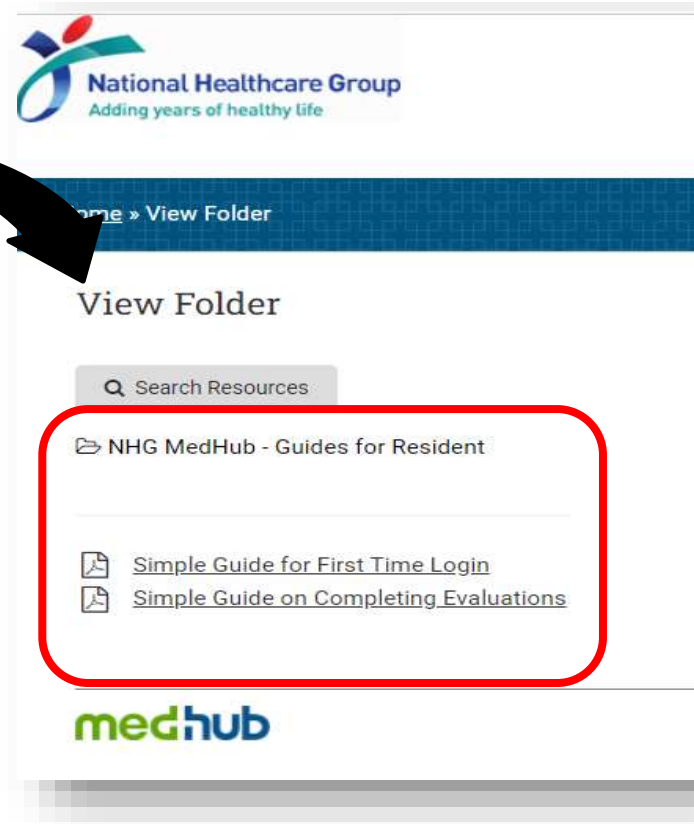 National Healthcare Group
Adding years of healthy life
ome » View Folder
View Folder
Search Resources
NHG MedHub - Guides for Resident
Simple Guide for First Time Login
Simple Guide on Completing Evaluations
medhub